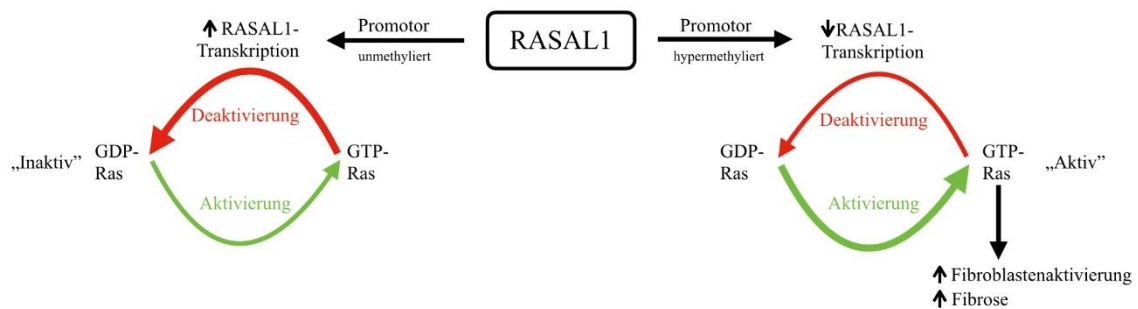 ↑ RASAL1-
Transkription
Promotor
unmethyliert
RASAL1
Promotor
hypermethyliert
↓RASAL1-
Transkription
Deaktivierung
„Inaktiv”
GDP-
Ras
GTP-
Ras
Aktivierung
Deaktivierung
GDP-
Ras
GTP-
Ras
„Aktiv”
Aktivierung
↑ Fibroblastenaktivierung
↑ Fibrose